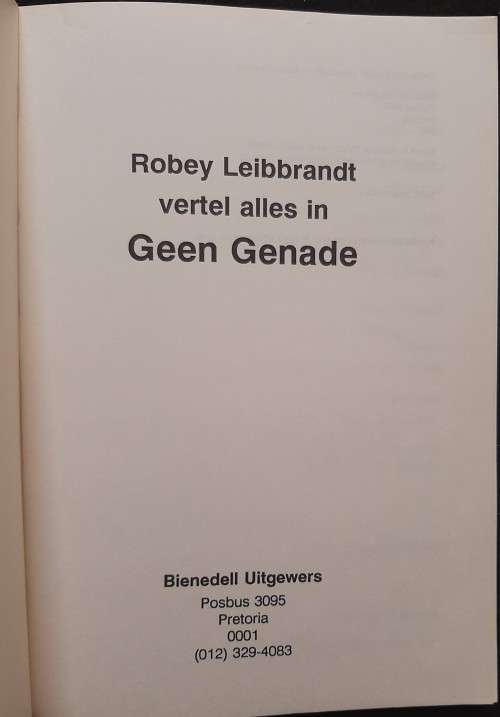 Robey Leibbrandt
vertel alles in
Geen Genade
Bienedell Uitgewers
Posbus 3095
Pretoria
0001
(012) 329-4083